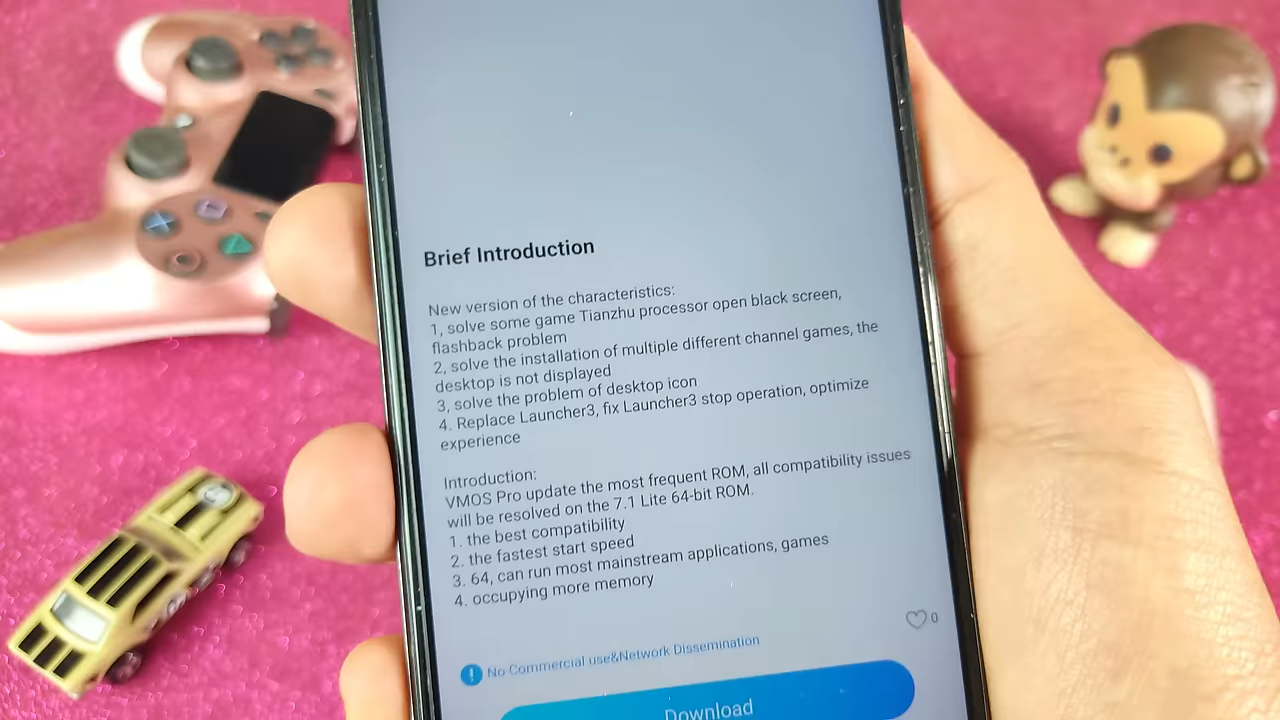 Brief Introduction
New version of the characteristics:
1, solve some game Tianzhu processor open black screen,
flashback problem
2, solve the installation of multiple different channel games, the
desktop is not displayed
3, solve the problem of desktop icon
4. Replace Launcher3, fix Launcher3 stop operation, optimize
experience
Introduction:
VMOS Pro update the most frequent ROM, all compatibility issues
will be resolved on the 7.1 Lite 64-bit ROM.
1. the best compatibility
2. the fastest start speed
3. 64, can run most mainstream applications, games
4. occupying more memory
0
No Commercial use&Network Dissemination
Download